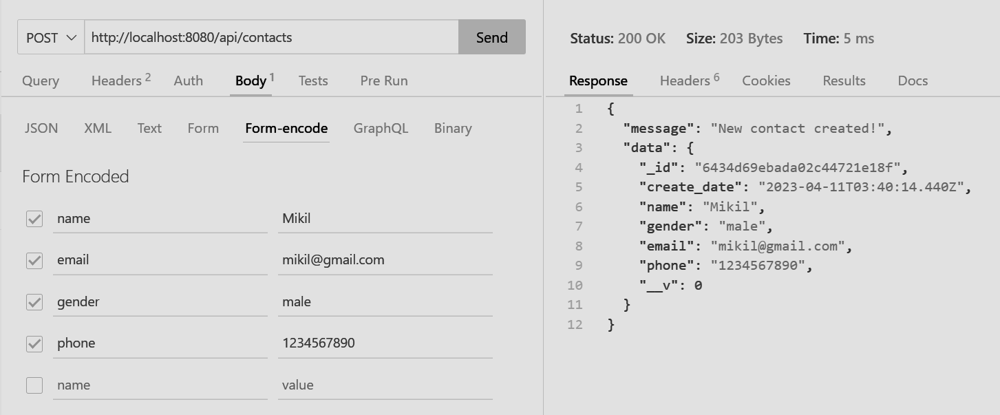 POST http://localhost:8080/api/contacts Send
Query Headers 2 Auth Body 1 Tests Pre Run
JSON XML Text Form Form-encode GraphQL Binary
Form Encoded
name Mikil
email mikil@gmail.com
gender male
phone 1234567890
name value
Status: 200 OK Size: 203 Bytes Time: 5 ms
Response Headers 6 Cookies Results Docs
1 {
2 "message": "New contact created!",
3 "data": {
4 "_id": "6434d69ebada02c44721e18f",
5 "create_date": "2023-04-11T03:40:14.440Z",
6 "name": "Mikil",
7 "gender": "male",
8 "email": "mikil@gmail.com",
9 "phone": "1234567890",
10 "__v": 0
11 }
12 }